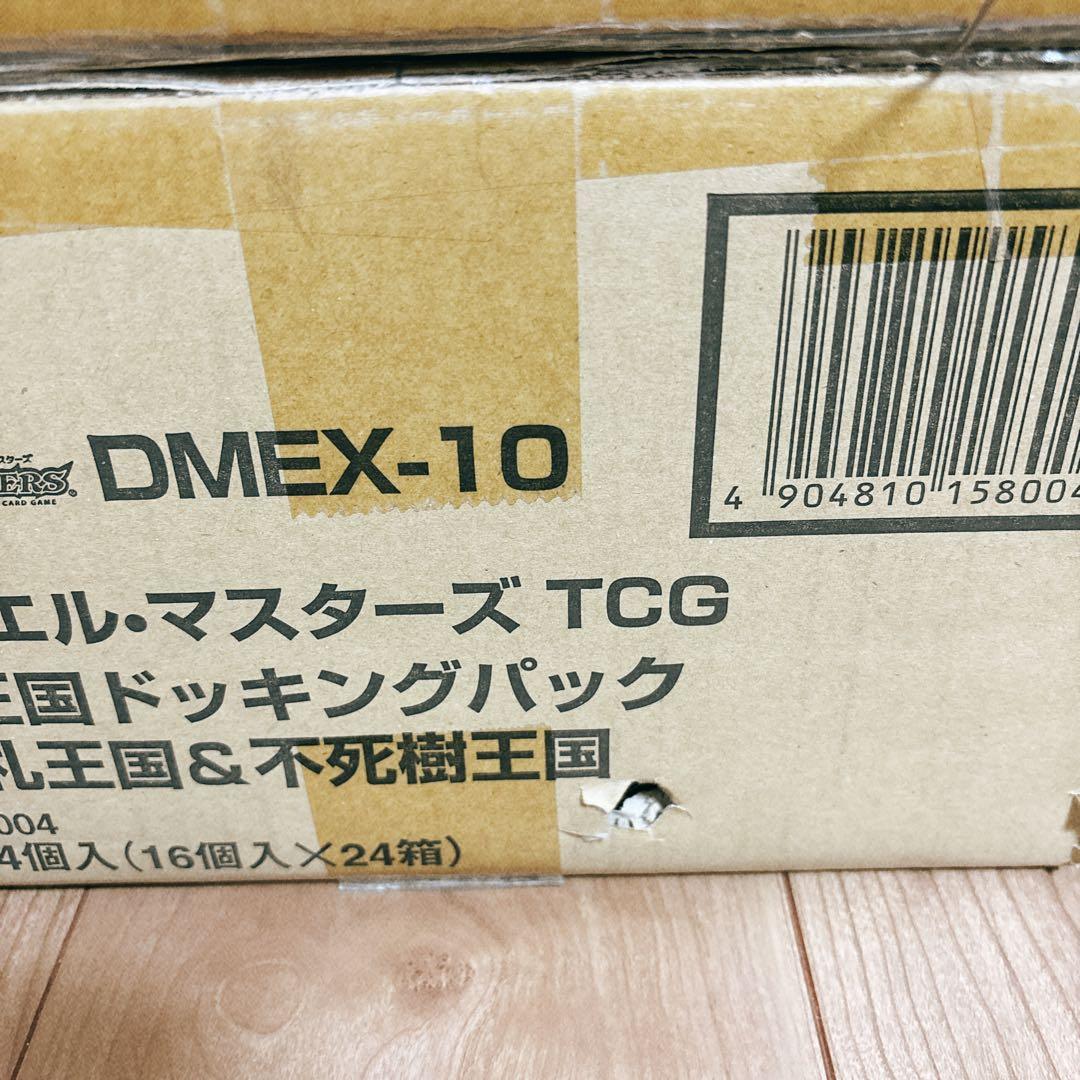 スターズ
ERS®
CARD GAME
DMEX-10
4 904810 158004
エル・マスターズ TCG
王国ドッキングパック
札王国&不死樹王国
004
4個入(16個入×24箱)